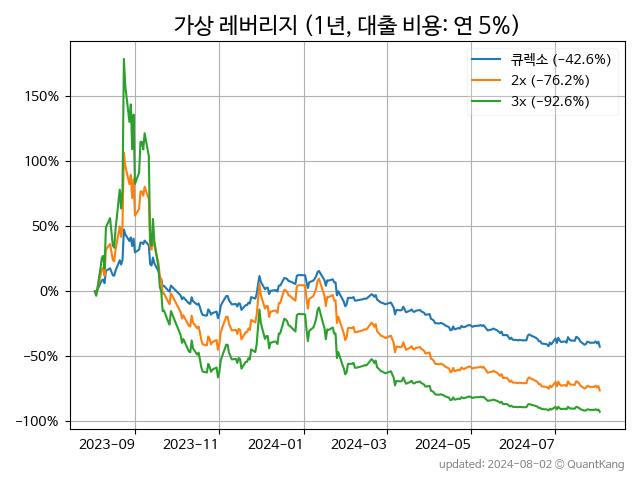 가상 레버리지 (1년, 대출 비용: 연 5%)
큐렉소 (−42.6%)
2x (−76.2%)
3x (−92.6%)
150%
100%
50%
0%
−50%
−100%
2023-09 2023-11 2024-01 2024-03 2024-05 2024-07
updated: 2024-08-02 © QuantKang